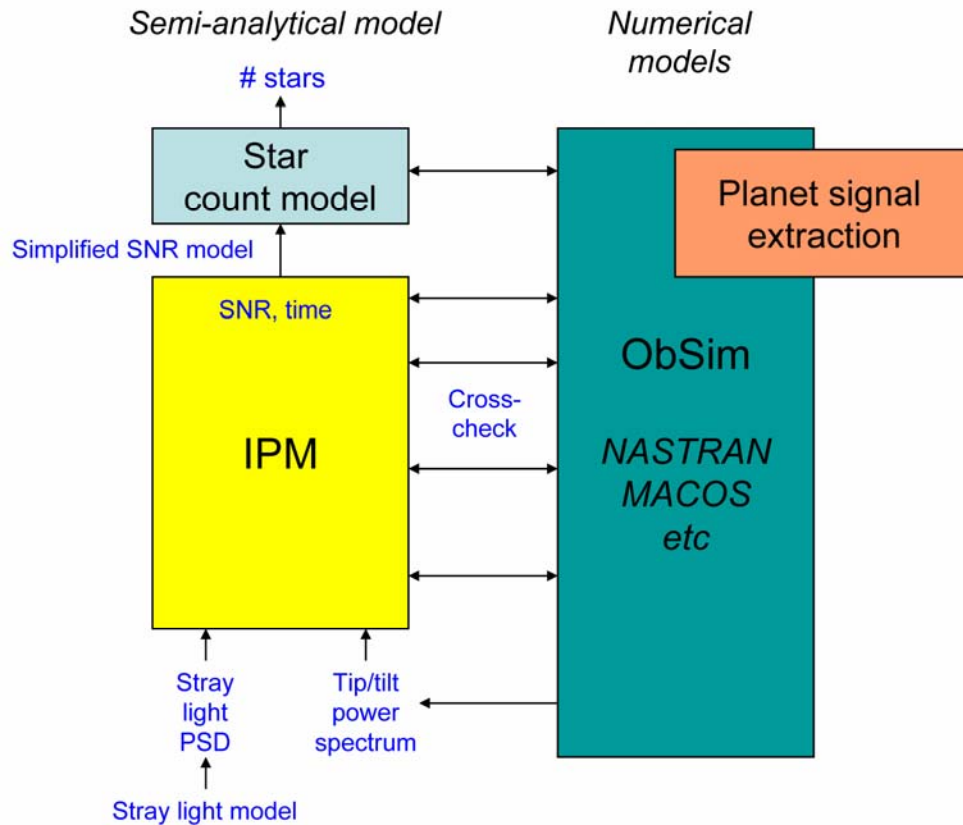 Semi-analytical model
Numerical
models
# stars
Star
count model
Planet signal
extraction
Simplified SNR model
SNR, time
IPM
Cross-
check
ObSim
NASTRAN
MACOS
etc
Stray
light
PSD
Tip/tilt
power
spectrum
Stray light model